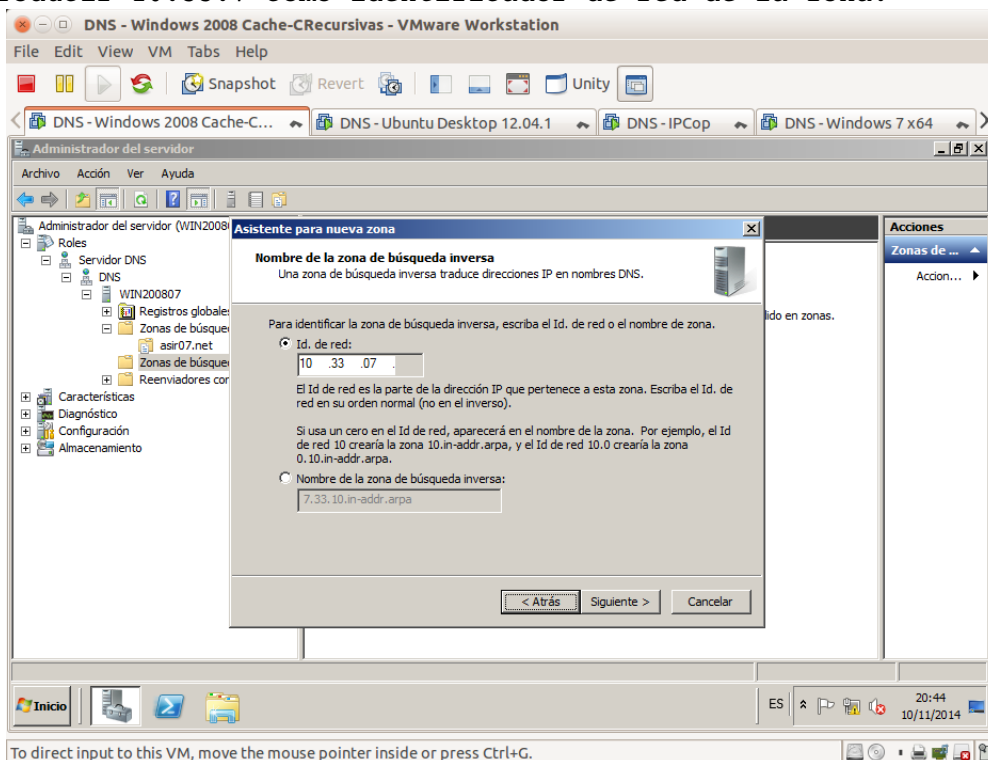 DNS - Windows 2008 Cache-CRecursivas - VMware Workstation
File Edit View VM Tabs Help
Snapshot Revert Unity
DNS - Windows 2008 Cache-C... DNS - Ubuntu Desktop 12.04.1 DNS - IPCop DNS - Windows 7 x64
Administrador del servidor
Archivo Acción Ver Ayuda
Administrador del servidor (WIN2008
Roles
Servidor DNS
DNS
WIN200807
Registros globale
Zonas de búsque
asir07.net
Zonas de búsque
Reenviadores cor
Características
Diagnóstico
Configuración
Almacenamiento
Asistente para nueva zona
Nombre de la zona de búsqueda inversa
Una zona de búsqueda inversa traduce direcciones IP en nombres DNS.
Para identificar la zona de búsqueda inversa, escriba el Id. de red o el nombre de zona.
Id. de red:
10 .33 .07 .
El Id de red es la parte de la dirección IP que pertenece a esta zona. Escriba el Id. de
red en su orden normal (no en el inverso).
Si usa un cero en el Id de red, aparecerá en el nombre de la zona. Por ejemplo, el Id
de red 10 crearía la zona 10.in-addr.arpa, y el Id de red 10.0 crearía la zona
0.10.in-addr.arpa.
Nombre de la zona de búsqueda inversa:
7.33.10.in-addr.arpa
< Atrás Siguiente > Cancelar
ido en zonas.
Acciones
Zonas de ...
Accion...
Inicio
ES
20:44
10/11/2014
To direct input to this VM, move the mouse pointer inside or press Ctrl+G.